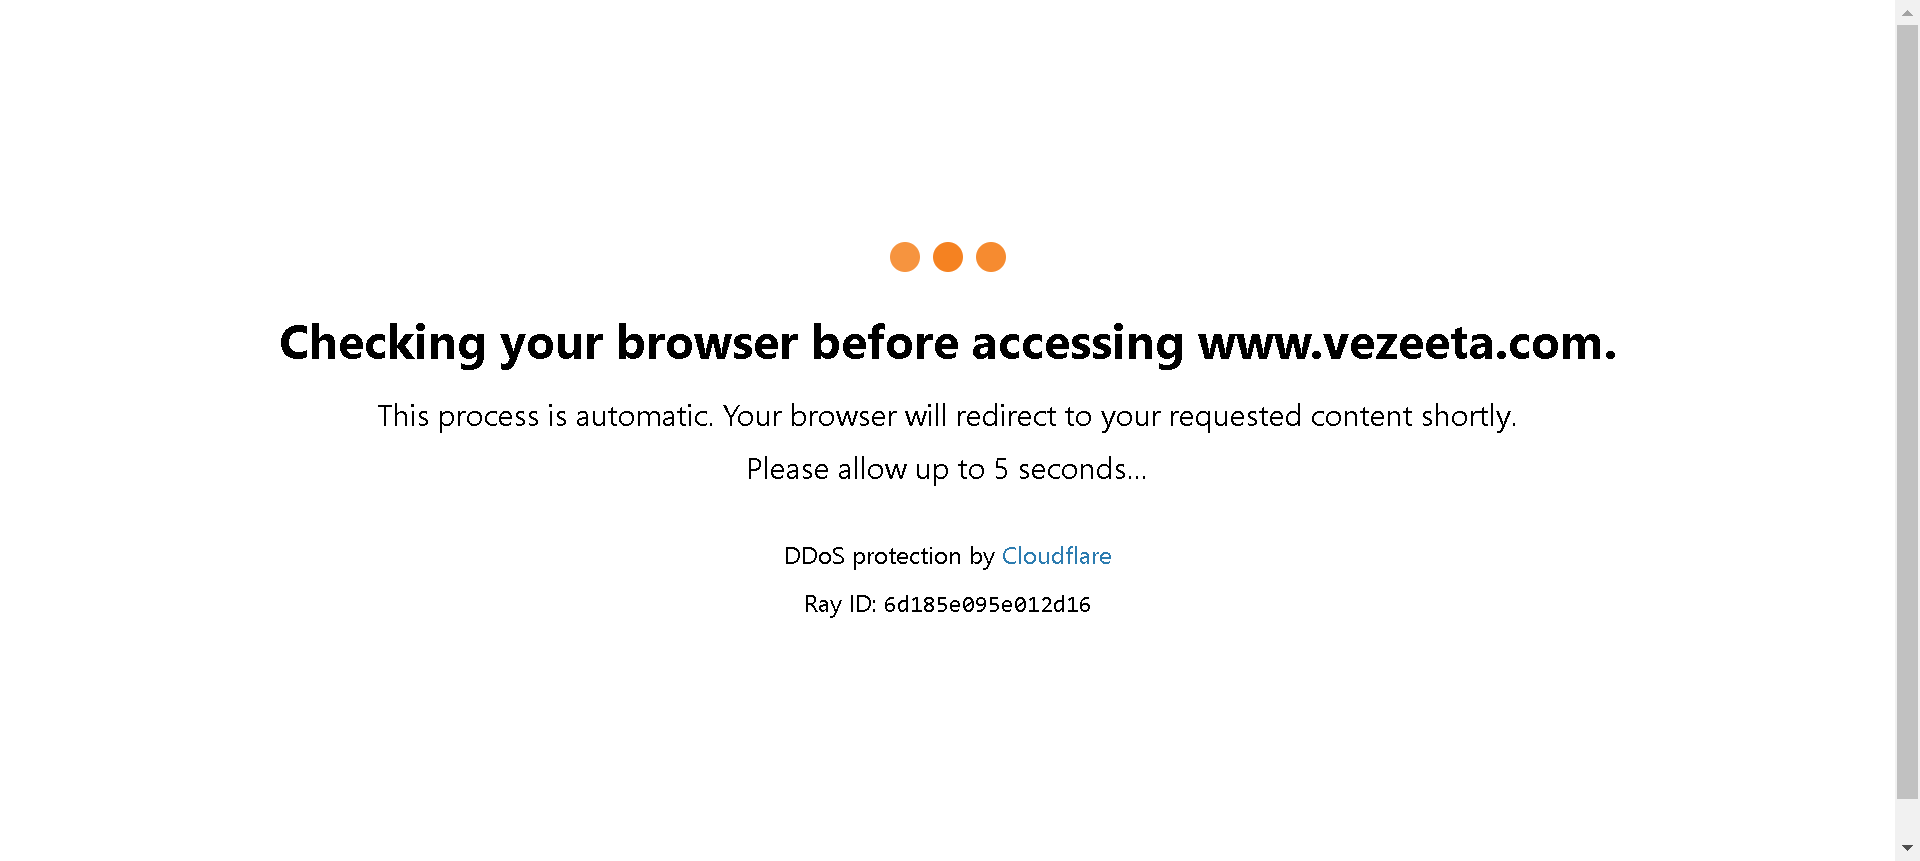 Checking your browser before accessing www.vezeeta.com.
This process is automatic. Your browser will redirect to your requested content shortly.
Please allow up to 5 seconds...
DDoS protection by Cloudflare
Ray ID: 6d185e095e012d16